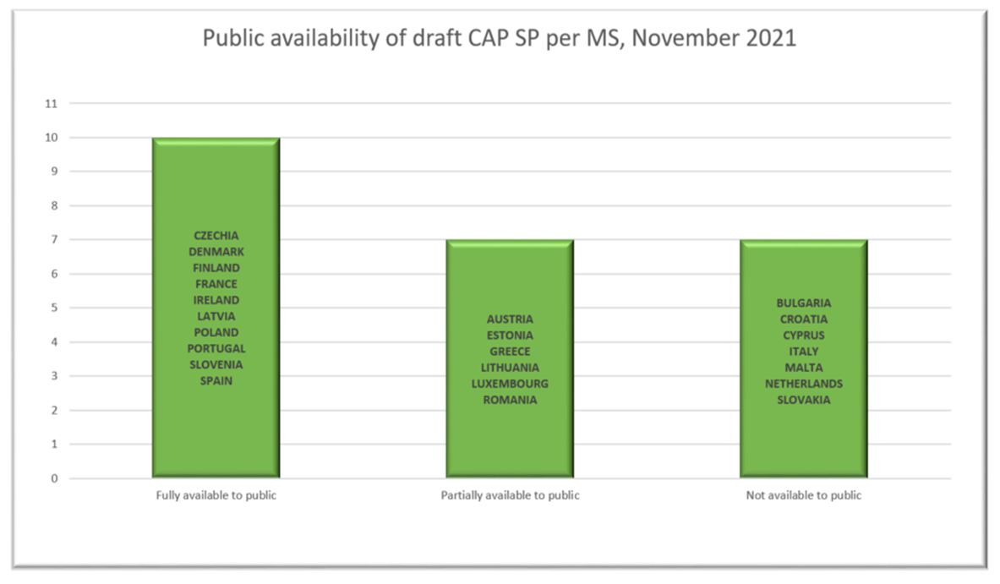 Public availability of draft CAP SP per MS, November 2021
11
10
9
8
7
6
5
4
3
2
1
0
CZECHIA
DENMARK
FINLAND
FRANCE
IRELAND
LATVIA
POLAND
PORTUGAL
SLOVENIA
SPAIN
AUSTRIA
ESTONIA
GREECE
LITHUANIA
LUXEMBOURG
ROMANIA
BULGARIA
CROATIA
CYPRUS
ITALY
MALTA
NETHERLANDS
SLOVAKIA
Fully available to public
Partially available to public
Not available to public